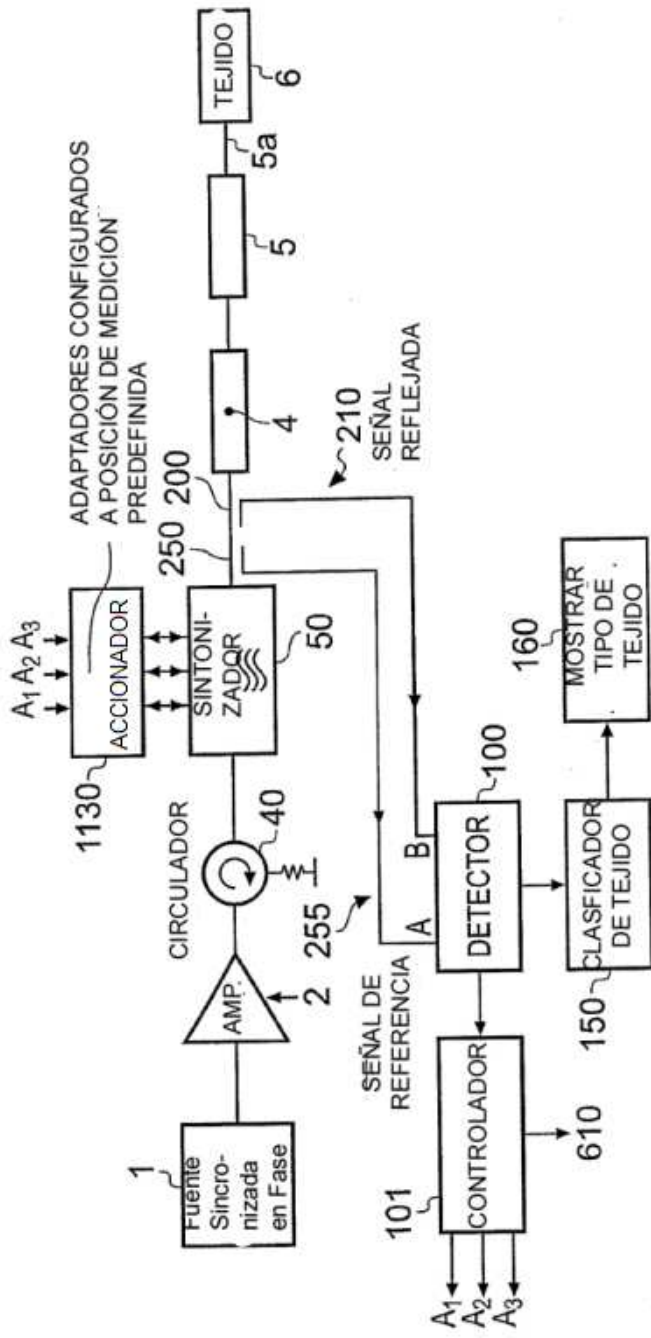 ADAPTADORES CONFIGURADOS
A POSICIÓN DE MEDICIÓN
PREDEFINIDA
A1 A2 A3
1130
ACCIONADOR
CIRCULADOR
40
1
Fuente
Sincro-
nizada
en Fase
AMP.
2
SINTONI-
ZADOR
50
250
200
4
5
5a
TEJIDO
6
255
210
SEÑAL
REFLEJADA
SEÑAL DE
REFERENCIA
A
B
100
DETECTOR
101
CONTROLADOR
A1
A2
A3
610
150
CLASFICADOR
DE TEJIDO
160
MOSTRAR
TIPO DE
TEJIDO